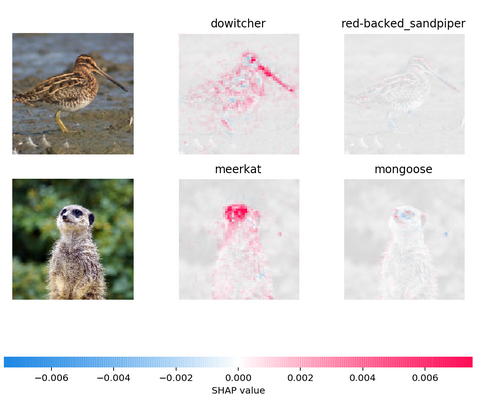 dowitcher
red-backed_sandpiper
meerkat
mongoose
−0.006 −0.004 −0.002 0.000 0.002 0.004 0.006
SHAP value